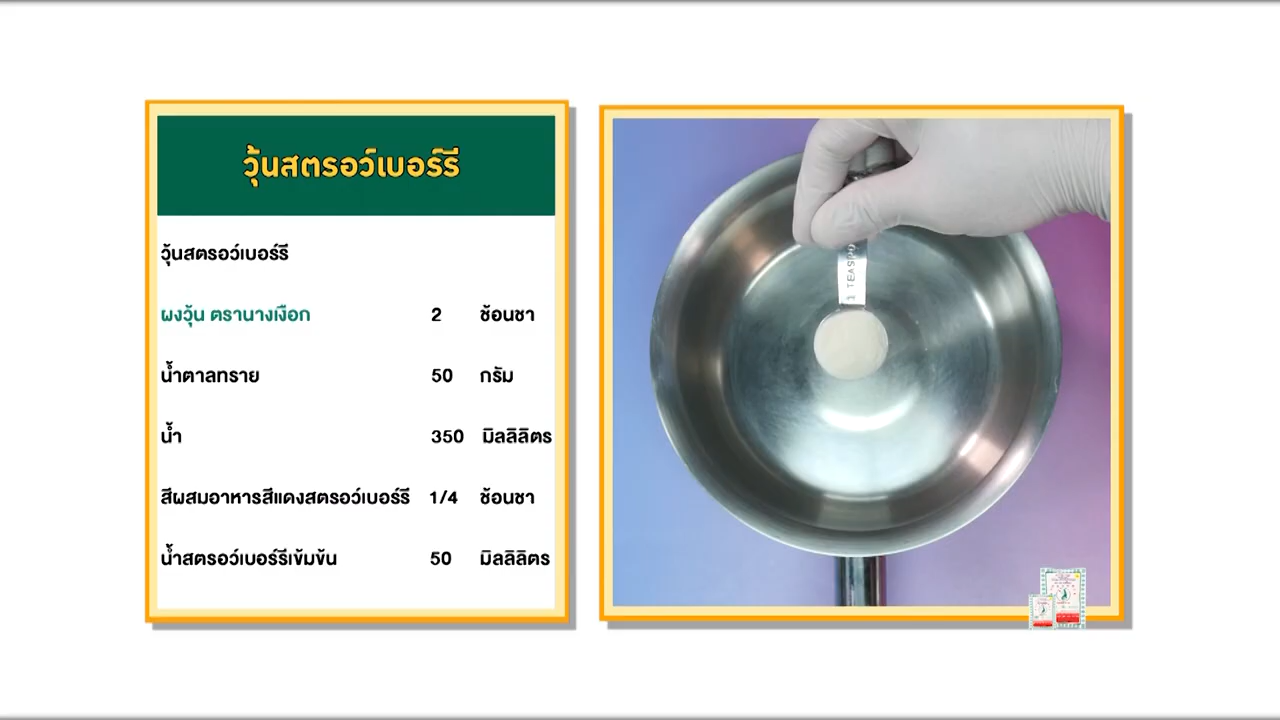 วุ้นสตรอว์เบอร์รี
วุ้นสตรอว์เบอร์รี
ผงวุ้น ตรานางเงือก 2 ช้อนชา
น้ำตาลทราย 50 กรัม
น้ำ 350 มิลลิลิตร
สีผสมอาหารสีแดงสตรอว์เบอร์รี 1/4 ช้อนชา
น้ำสตรอว์เบอร์รีเข้มข้น 50 มิลลิลิตร